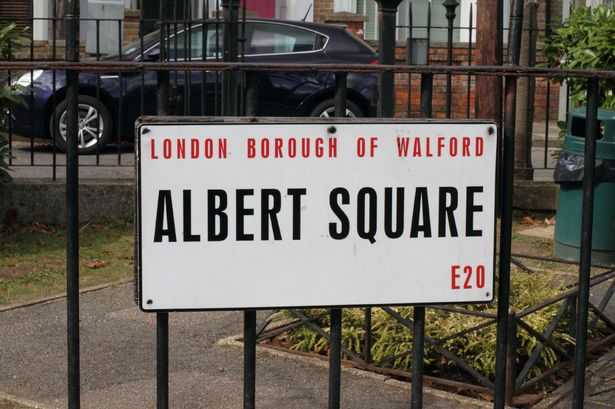 LONDON BOROUGH OF WALFORD
ALBERT SQUARE
E20